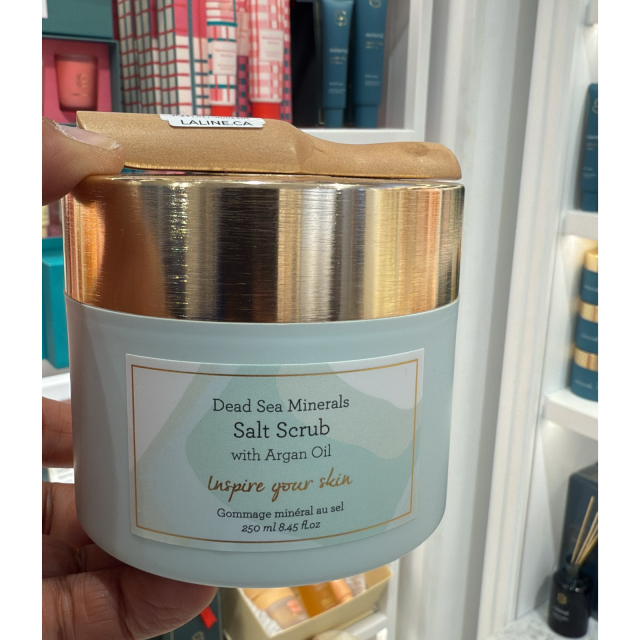 LALINE.CA
Dead Sea Minerals
Salt Scrub
with Argan Oil
Inspire your skin
Gommage minéral au sel
250 ml 8.45 fl.oz